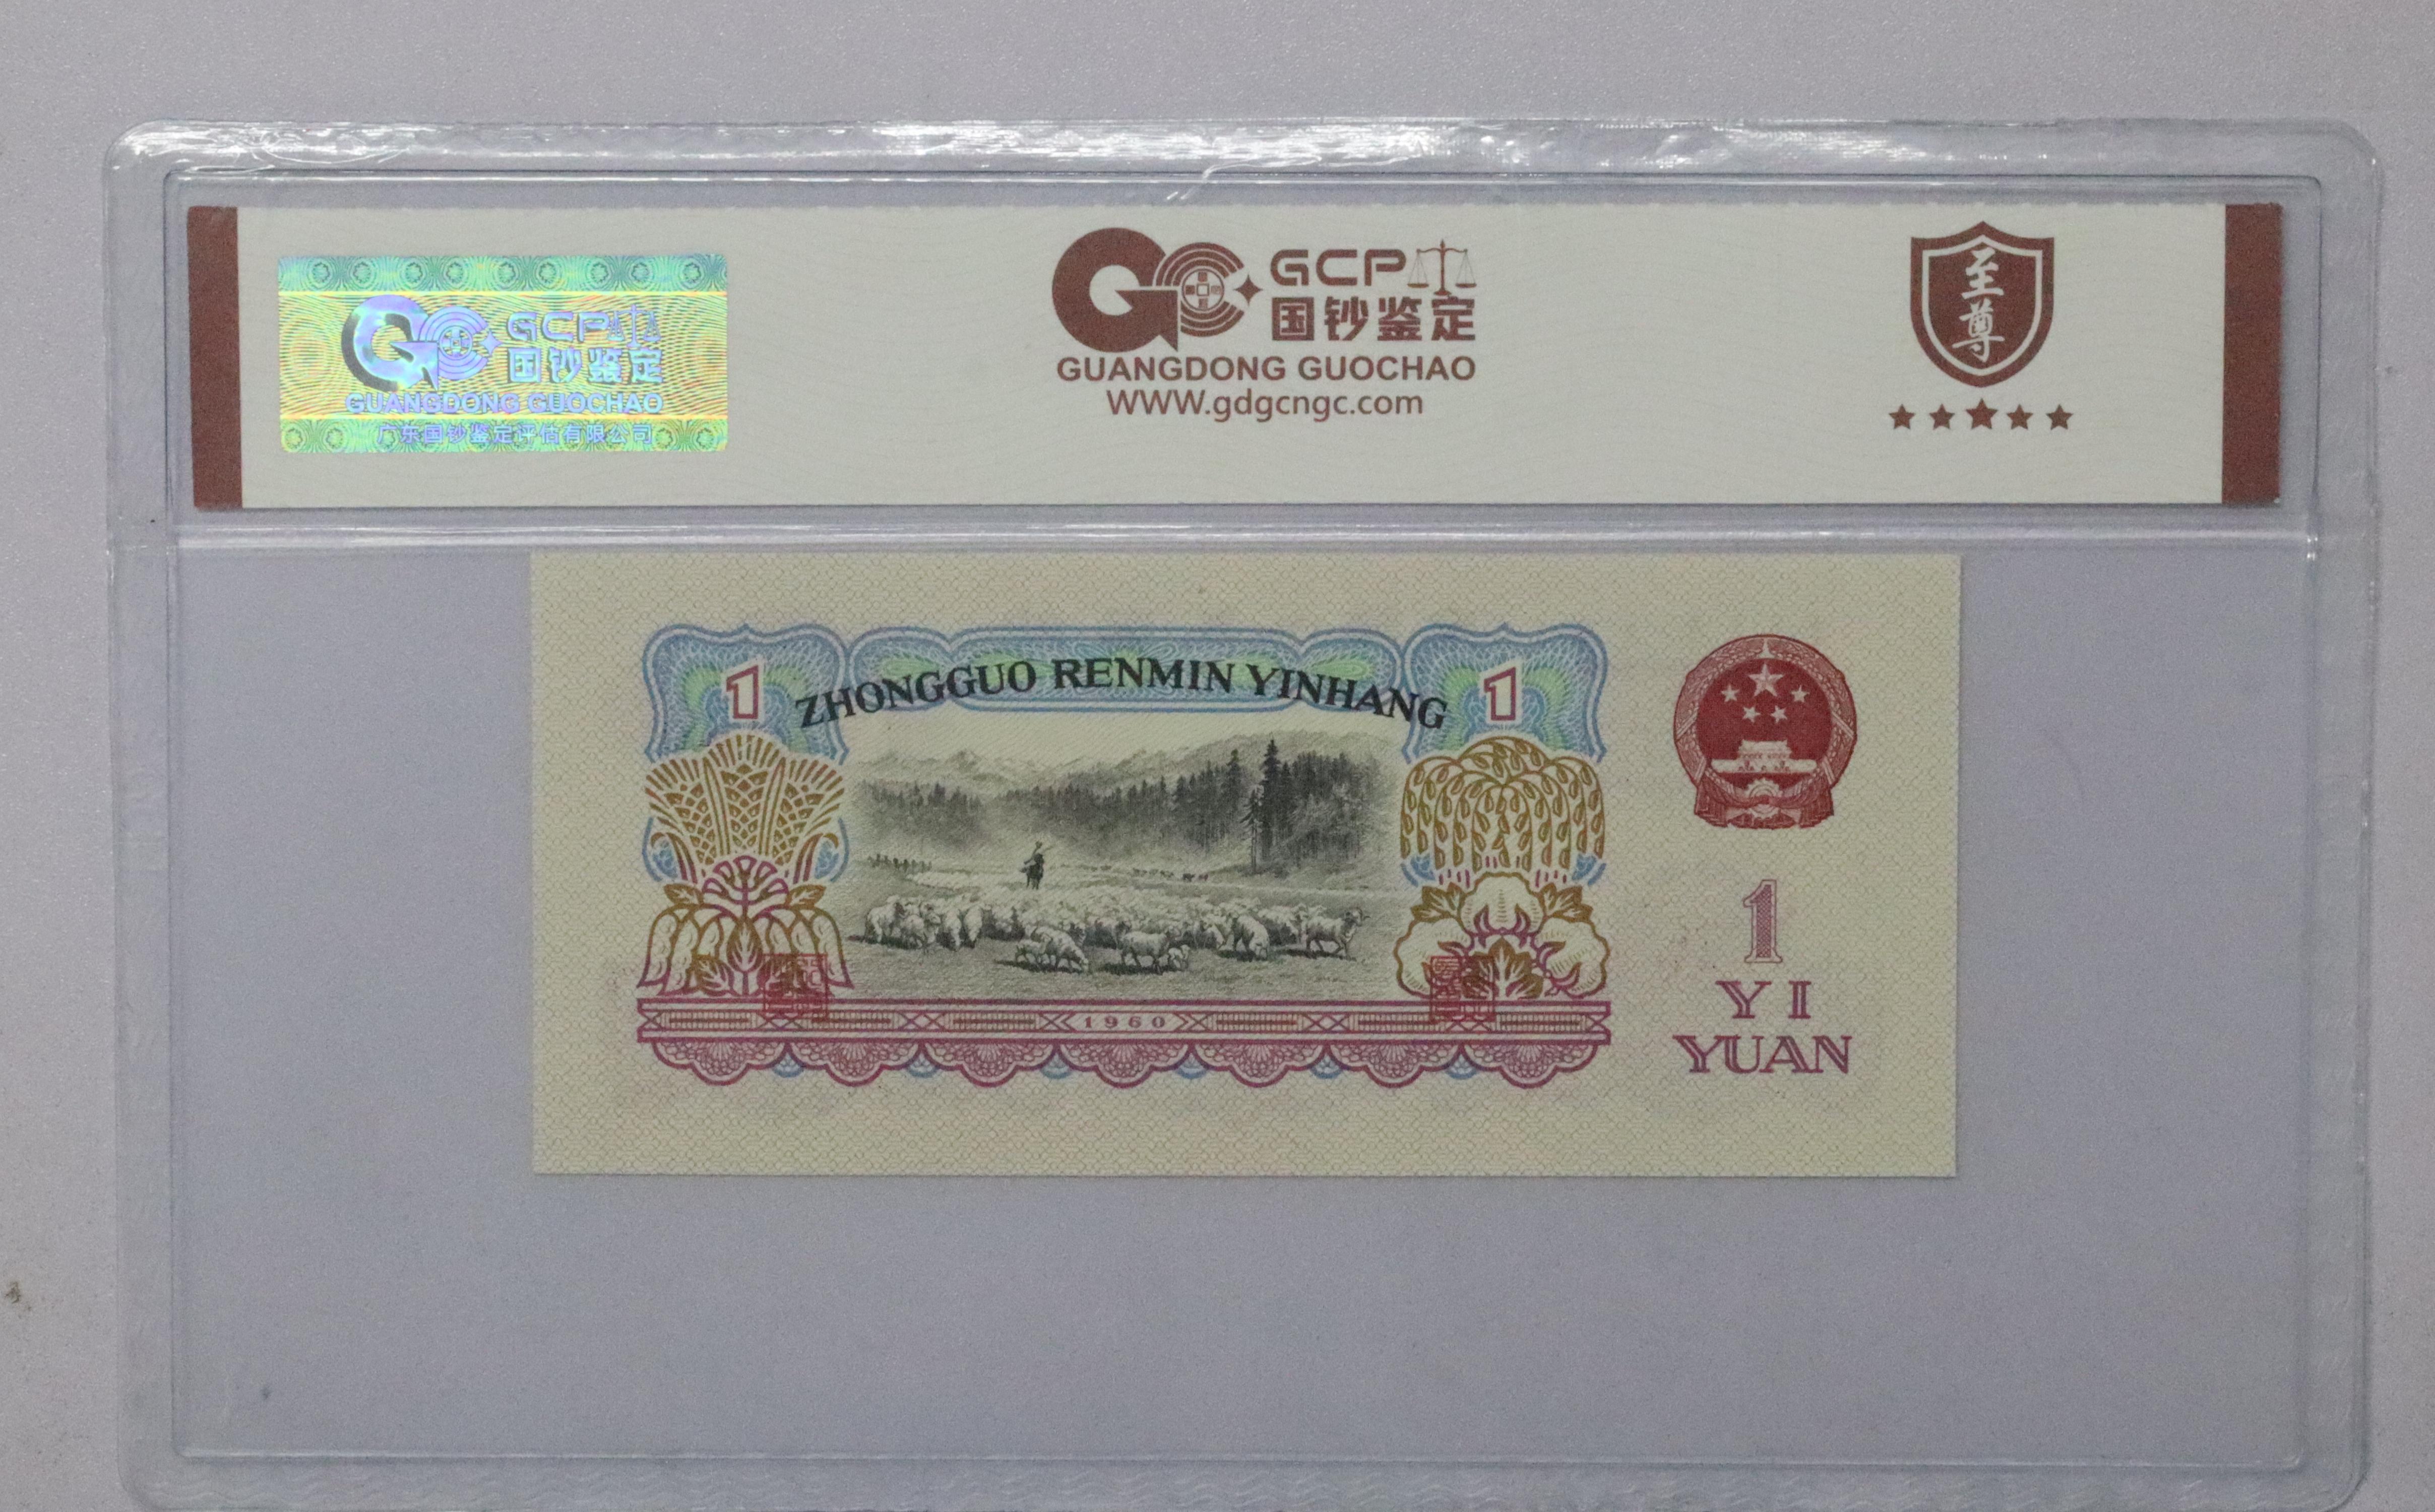 GCP
国钞鉴定
GUANGDONG GUOCHAO
广东国钞鉴定评估有限公司
GCP
国钞鉴定
GUANGDONG GUOCHAO
www.gdgcngc.com
至尊
1 ZHONGGUO RENMIN YINHANG 1
1960
1
YI
YUAN